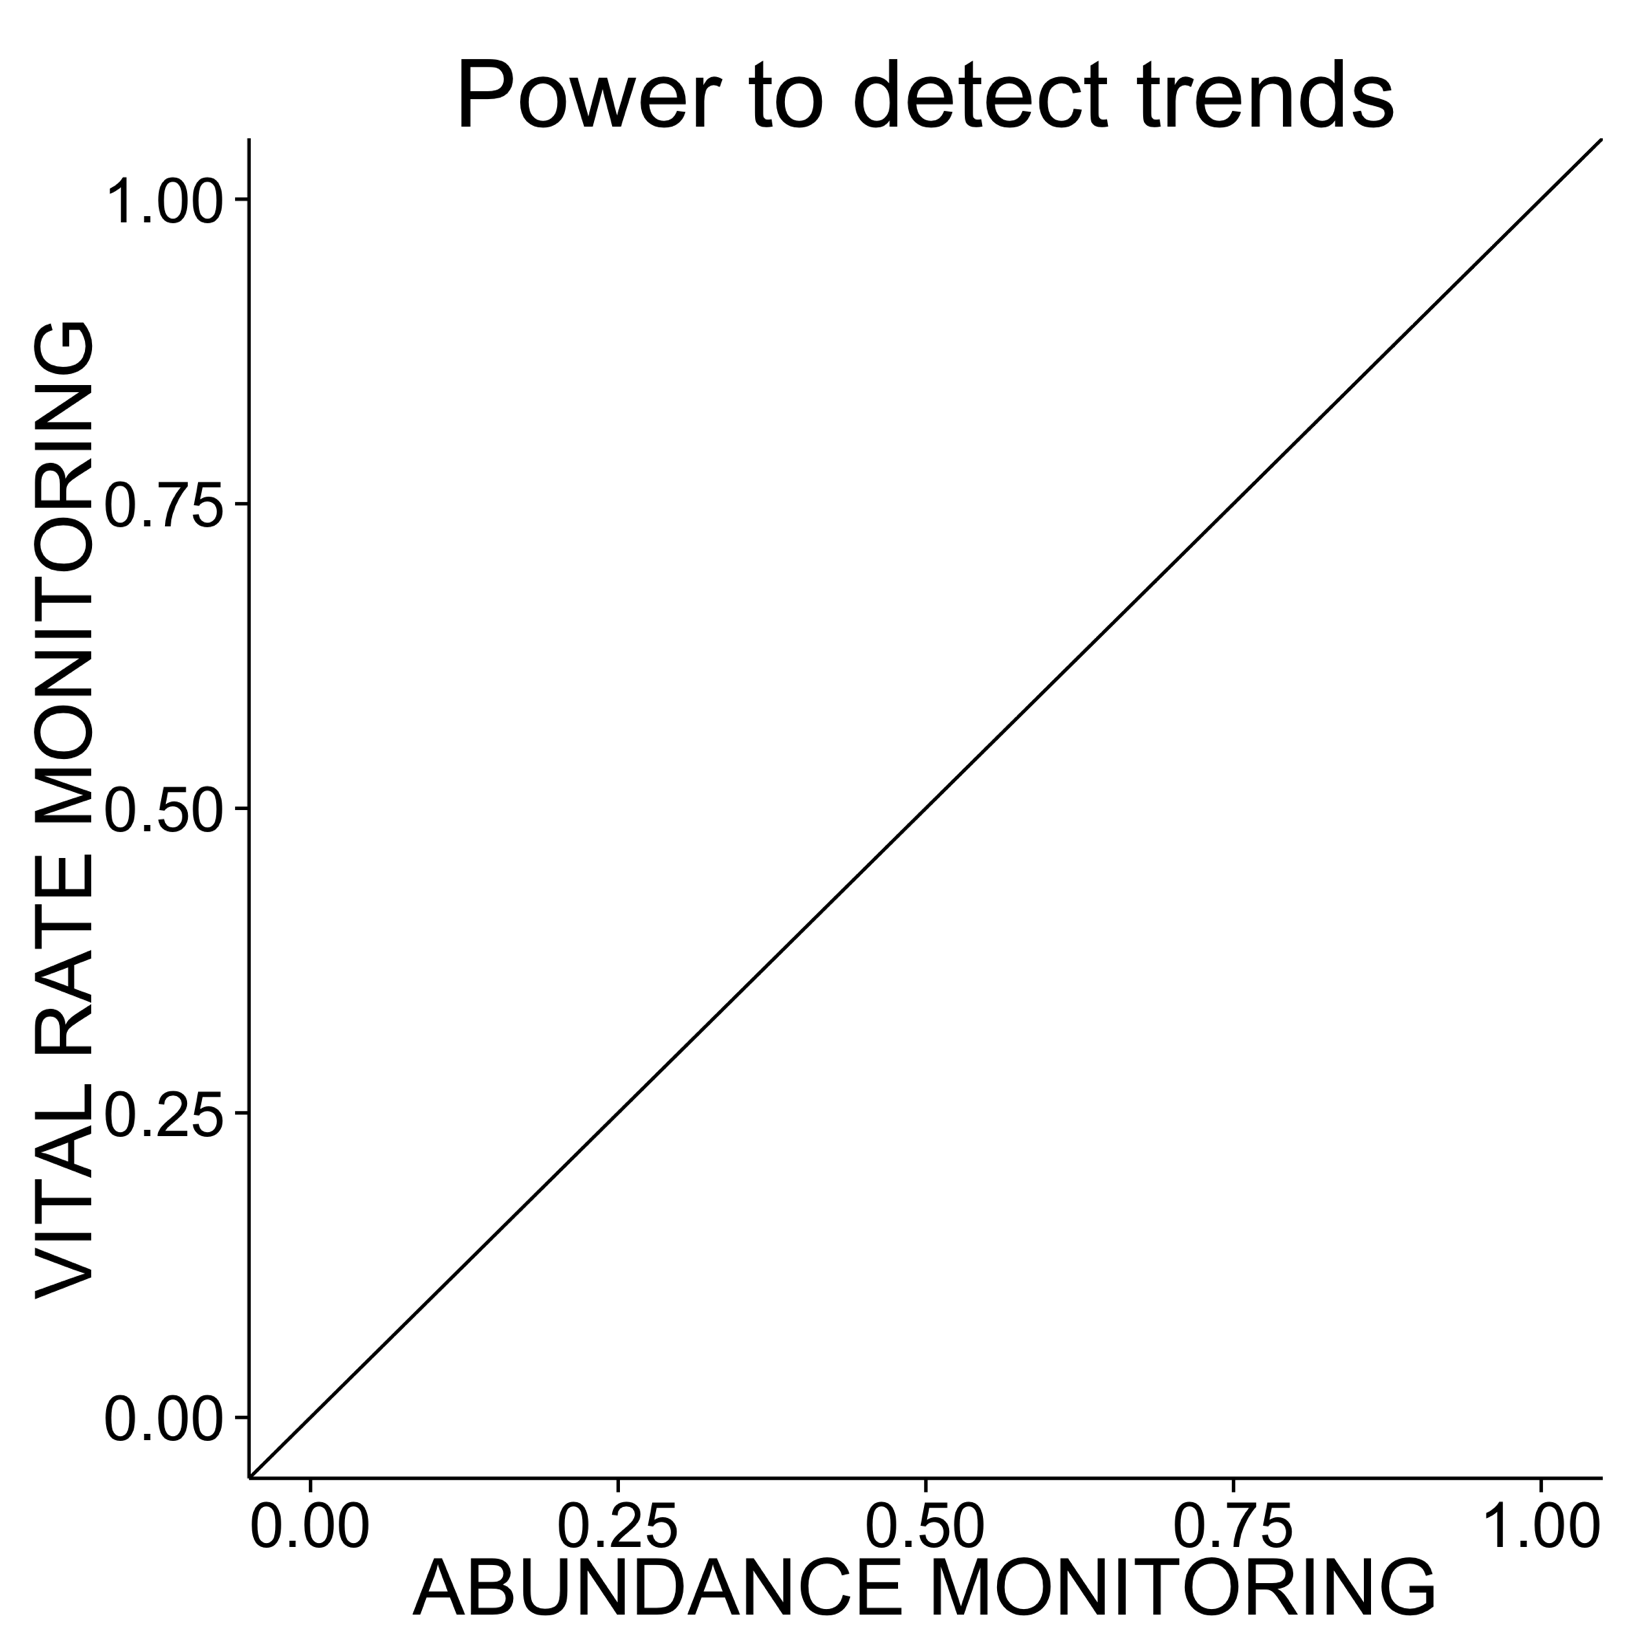 Power to detect trends
VITAL RATE MONITORING
1.00
0.75
0.50
0.25
0.00
0.00 0.25 0.50 0.75 1.00
ABUNDANCE MONITORING